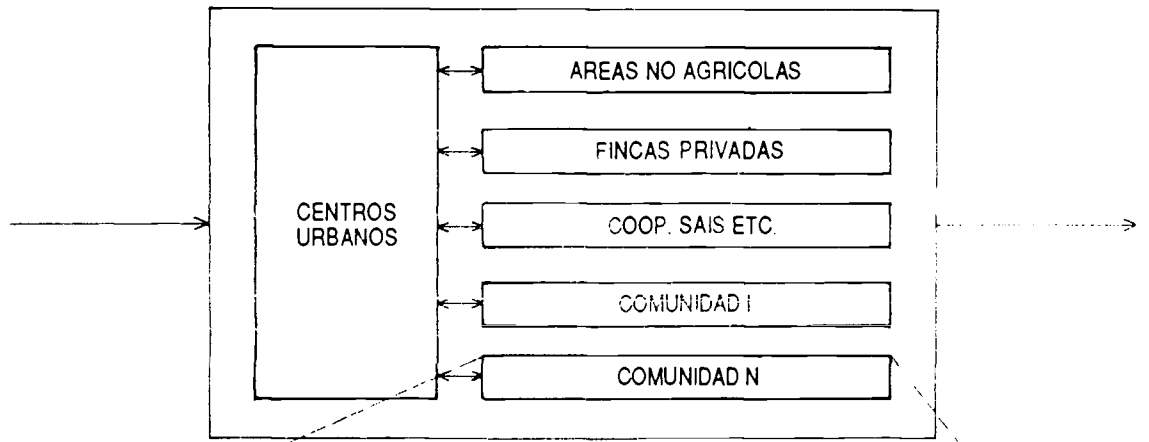 AREAS NO AGRICOLAS
FINCAS PRIVADAS
CENTROS
URBANOS
COOP. SAIS ETC.
COMUNIDAD I
COMUNIDAD N